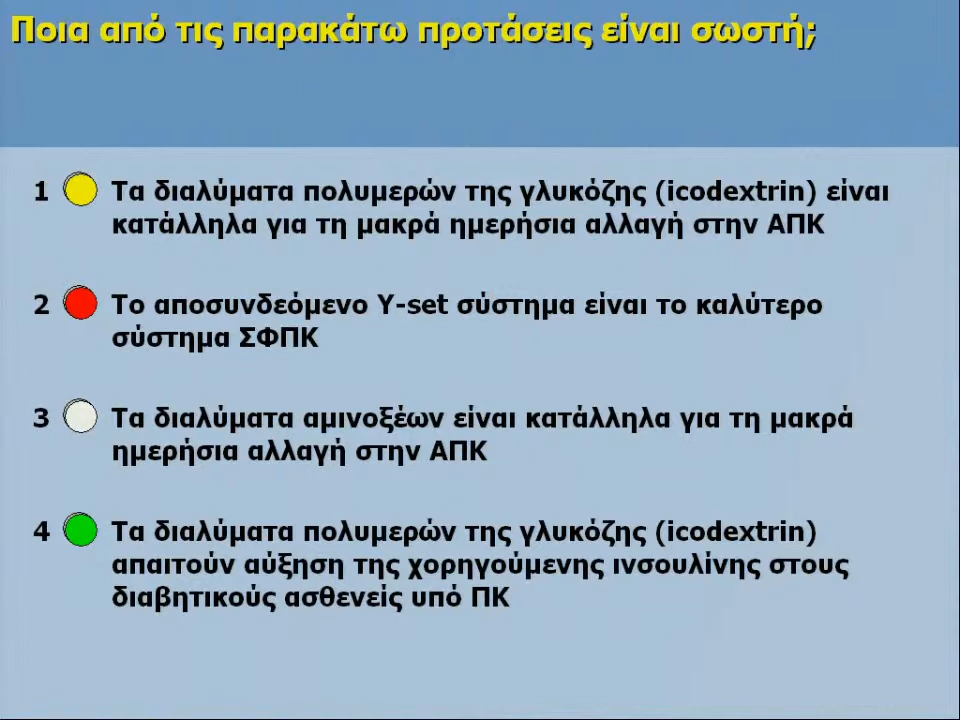 Ποια από τις παρακάτω προτάσεις είναι σωστή;
1 Τα διαλύματα πολυμερών της γλυκόζης (icodextrin) είναι
κατάλληλα για τη μακρά ημερήσια αλλαγή στην ΑΠΚ
2 Το αποσυνδεόμενο Y-set σύστημα είναι το καλύτερο
σύστημα ΣΦΠΚ
3 Τα διαλύματα αμινοξέων είναι κατάλληλα για τη μακρά
ημερήσια αλλαγή στην ΑΠΚ
4 Τα διαλύματα πολυμερών της γλυκόζης (icodextrin)
απαιτούν αύξηση της χορηγούμενης ινσουλίνης στους
διαβητικούς ασθενείς υπό ΠΚ